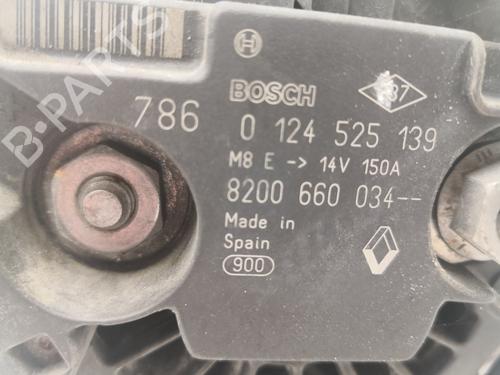 BOSCH
786
0 124 525 139
M8 E -> 14V 150A
8200 660 034--
Made in
Spain
900
B-PARTS